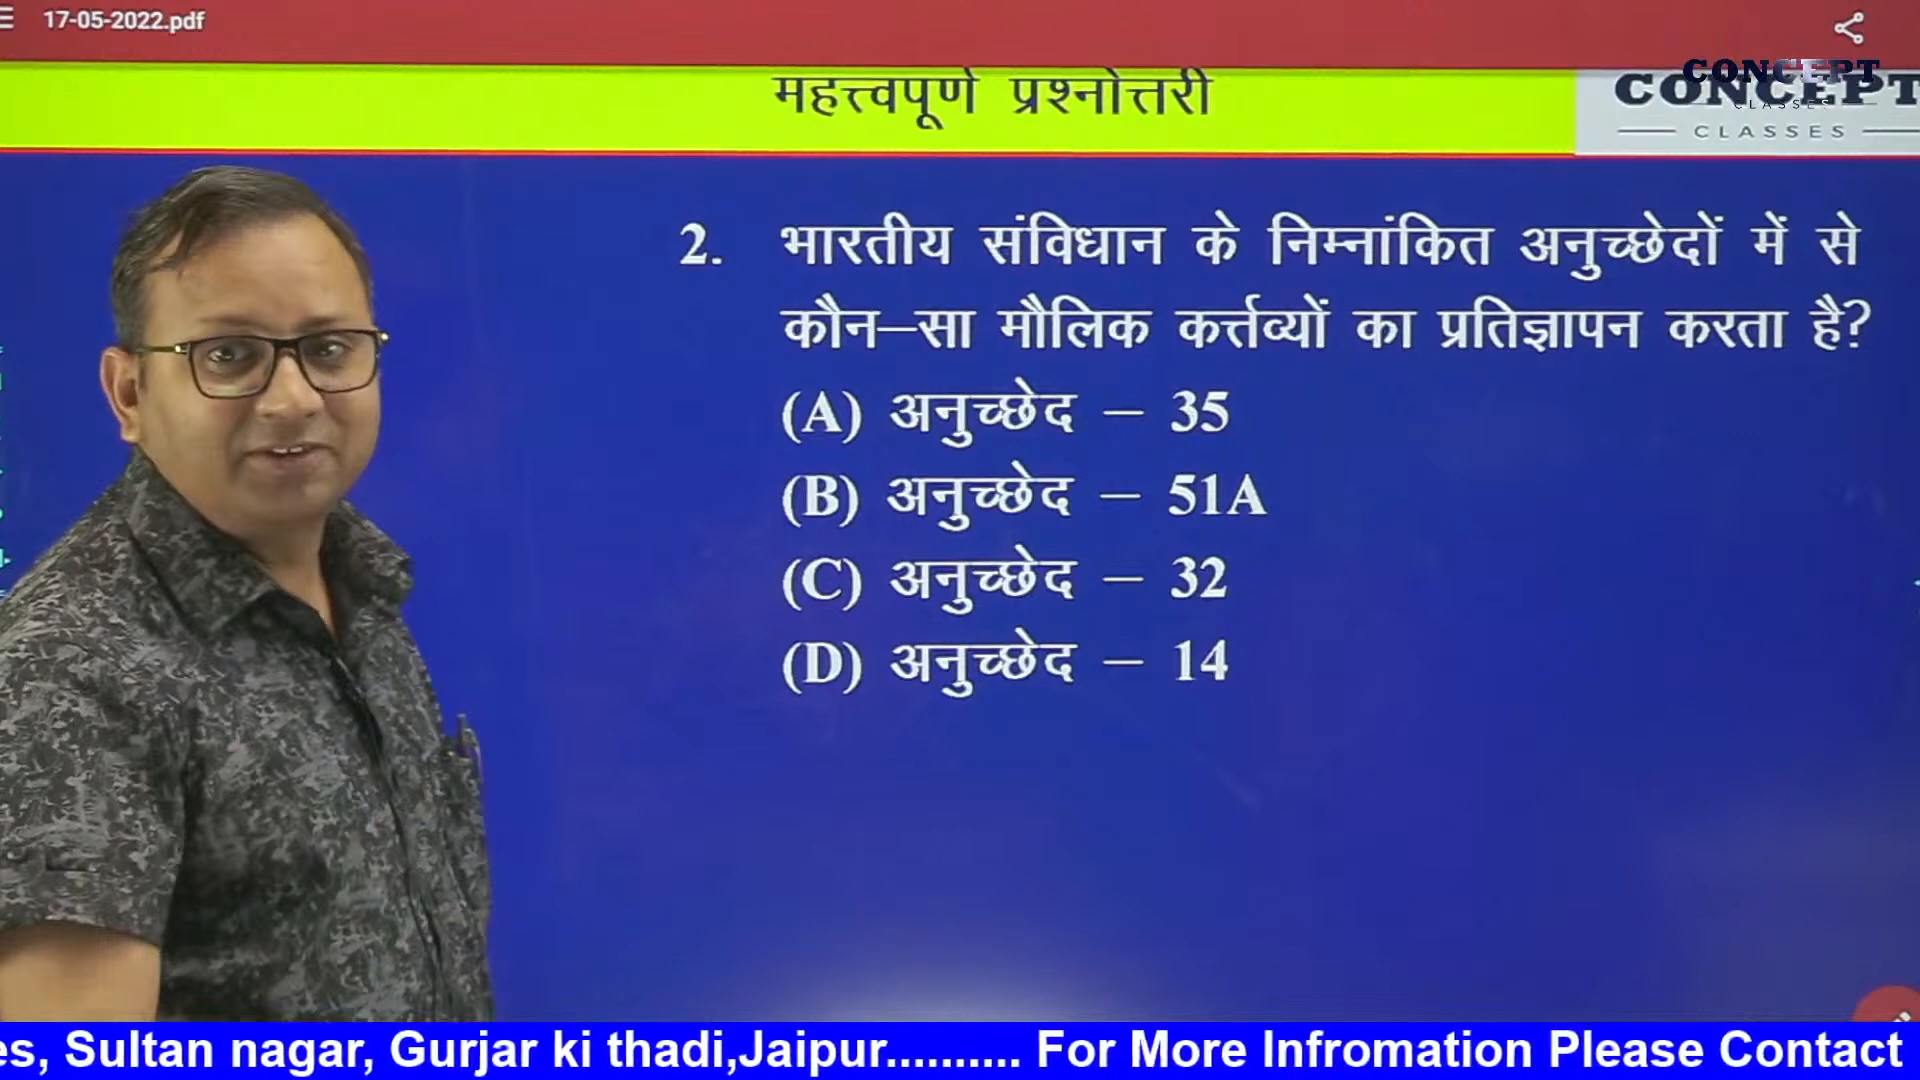 17-05-2022.pdf
महत्त्वपूर्ण प्रश्नोत्तरी
CONCEPT
CLASSES
CONCEPT
CLASSES
2. भारतीय संविधान के निम्नांकित अनुच्छेदों में से
कौन–सा मौलिक कर्त्तव्यों का प्रतिज्ञापन करता है?
(A) अनुच्छेद – 35
(B) अनुच्छेद – 51A
(C) अनुच्छेद – 32
(D) अनुच्छेद – 14
es, Sultan nagar, Gurjar ki thadi,Jaipur.......... For More Infromation Please Contact